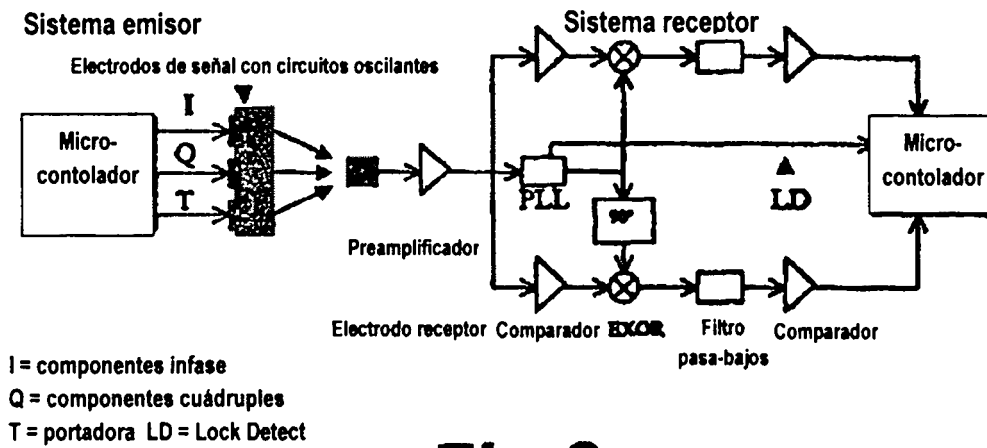 Sistema emisor
Sistema receptor
Electrodos de señal con circuitos oscilantes
I
Q
T
Micro-
contolador
PLL
90°
LD
Micro-
contolador
Preamplificador
Electrodo receptor
Comparador
EXOR
Filtro
pasa-bajos
Comparador
I = componentes infase
Q = componentes cuádruples
T = portadora LD = Lock Detect